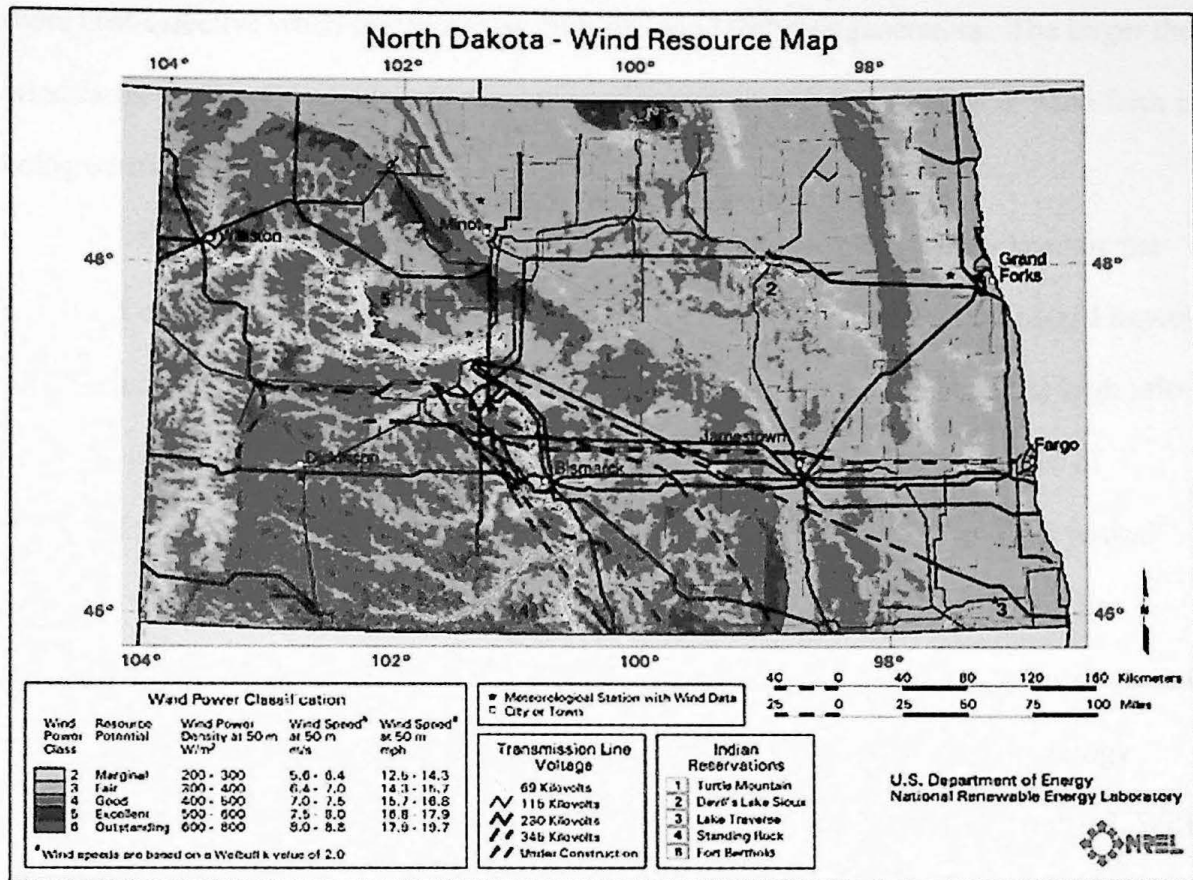 North Dakota - Wind Resource Map
104° 102° 100° 98°
Williston
Minot
48° 48°
Grand
Forks
5
2
Jamestown
Fargo
Dickinson
Bismarck
4
46° 46°
3
104° 102° 100° 98°
Wind Power Classification
Wind Power Class Resource Potential Wind Power Density at 50 m W/m² Wind Speedª at 50 m m/s Wind Speedª at 50 m mph
2 Marginal 200 - 300 5.6 - 6.4 12.5 - 14.3
3 Fair 300 - 400 6.4 - 7.0 14.3 - 15.7
4 Good 400 - 500 7.0 - 7.5 15.7 - 16.8
5 Excellent 500 - 600 7.5 - 8.0 16.8 - 17.9
6 Outstanding 600 - 800 8.0 - 8.8 17.9 - 19.7
ª Wind speeds are based on a Weibull k value of 2.0
★ Meteorological Station with Wind Data
City or Town
Transmission Line
Voltage
69 Kilovolts
115 Kilovolts
230 Kilovolts
345 Kilovolts
Under Construction
Indian
Reservations
1 Turtle Mountain
2 Devil's Lake Sioux
3 Lake Traverse
4 Standing Rock
5 Fort Berthold
40 0 40 80 120 160 Kilometers
25 0 25 50 75 100 Miles
U.S. Department of Energy
National Renewable Energy Laboratory
NREL